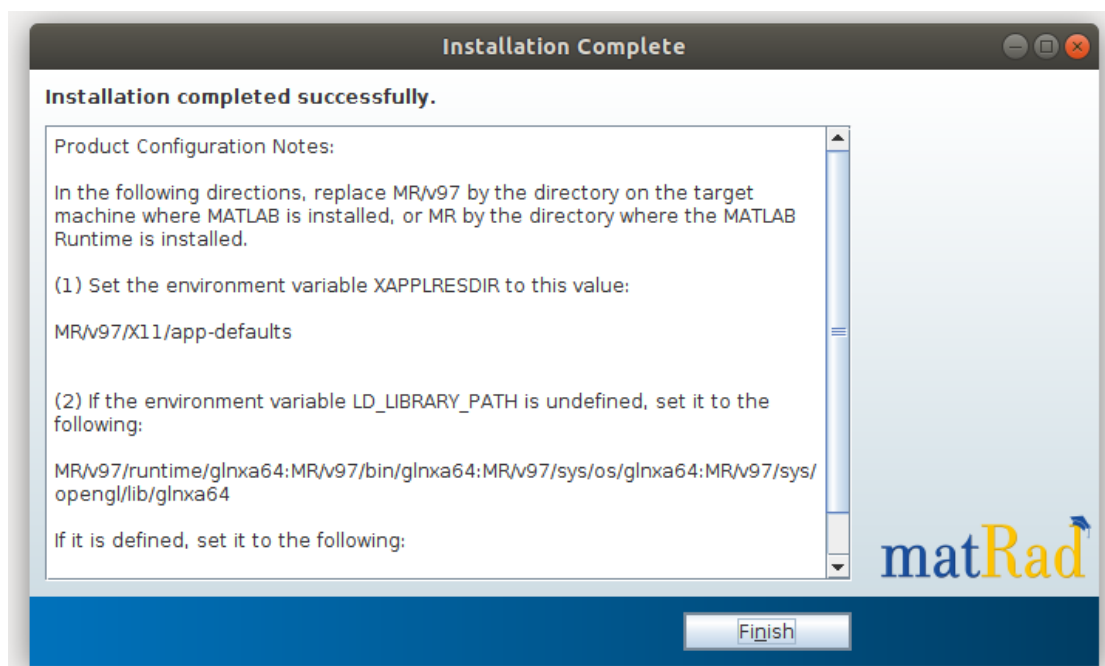 Installation Complete
Installation completed successfully.
Product Configuration Notes:
In the following directions, replace MR/v97 by the directory on the target
machine where MATLAB is installed, or MR by the directory where the MATLAB
Runtime is installed.
(1) Set the environment variable XAPPLRESDIR to this value:
MR/v97/X11/app-defaults
(2) If the environment variable LD_LIBRARY_PATH is undefined, set it to the
following:
MR/v97/runtime/glnxa64:MR/v97/bin/glnxa64:MR/v97/sys/os/glnxa64:MR/v97/sys/
opengl/lib/glnxa64
If it is defined, set it to the following:
matRad
Finish